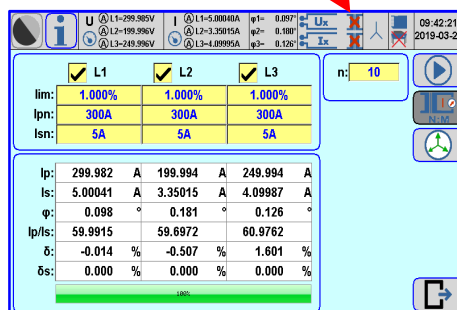 U Ⓐ L1=299.985V I Ⓐ L1=5.00040A φ1= 0.097° Ux 09:42:21
Ⓐ L2=199.996V Ⓐ L2=3.35015A φ2= 0.180° 2019-03-2
Ⓐ L3=249.996V Ⓐ L3=4.09995A φ3= 0.126° Ix
L1 L2 L3 n: 10
lim: 1.000% 1.000% 1.000%
Ipn: 300A 300A 300A
Isn: 5A 5A 5A
N:M
Ip: 299.982 A 199.994 A 249.994 A
Is: 5.00041 A 3.35015 A 4.09987 A
φ: 0.098 ° 0.181 ° 0.126 °
Ip/Is: 59.9915 59.6972 60.9762
δ: -0.014 % -0.507 % 1.601 %
δs: 0.000 % 0.000 % 0.000 %
100%